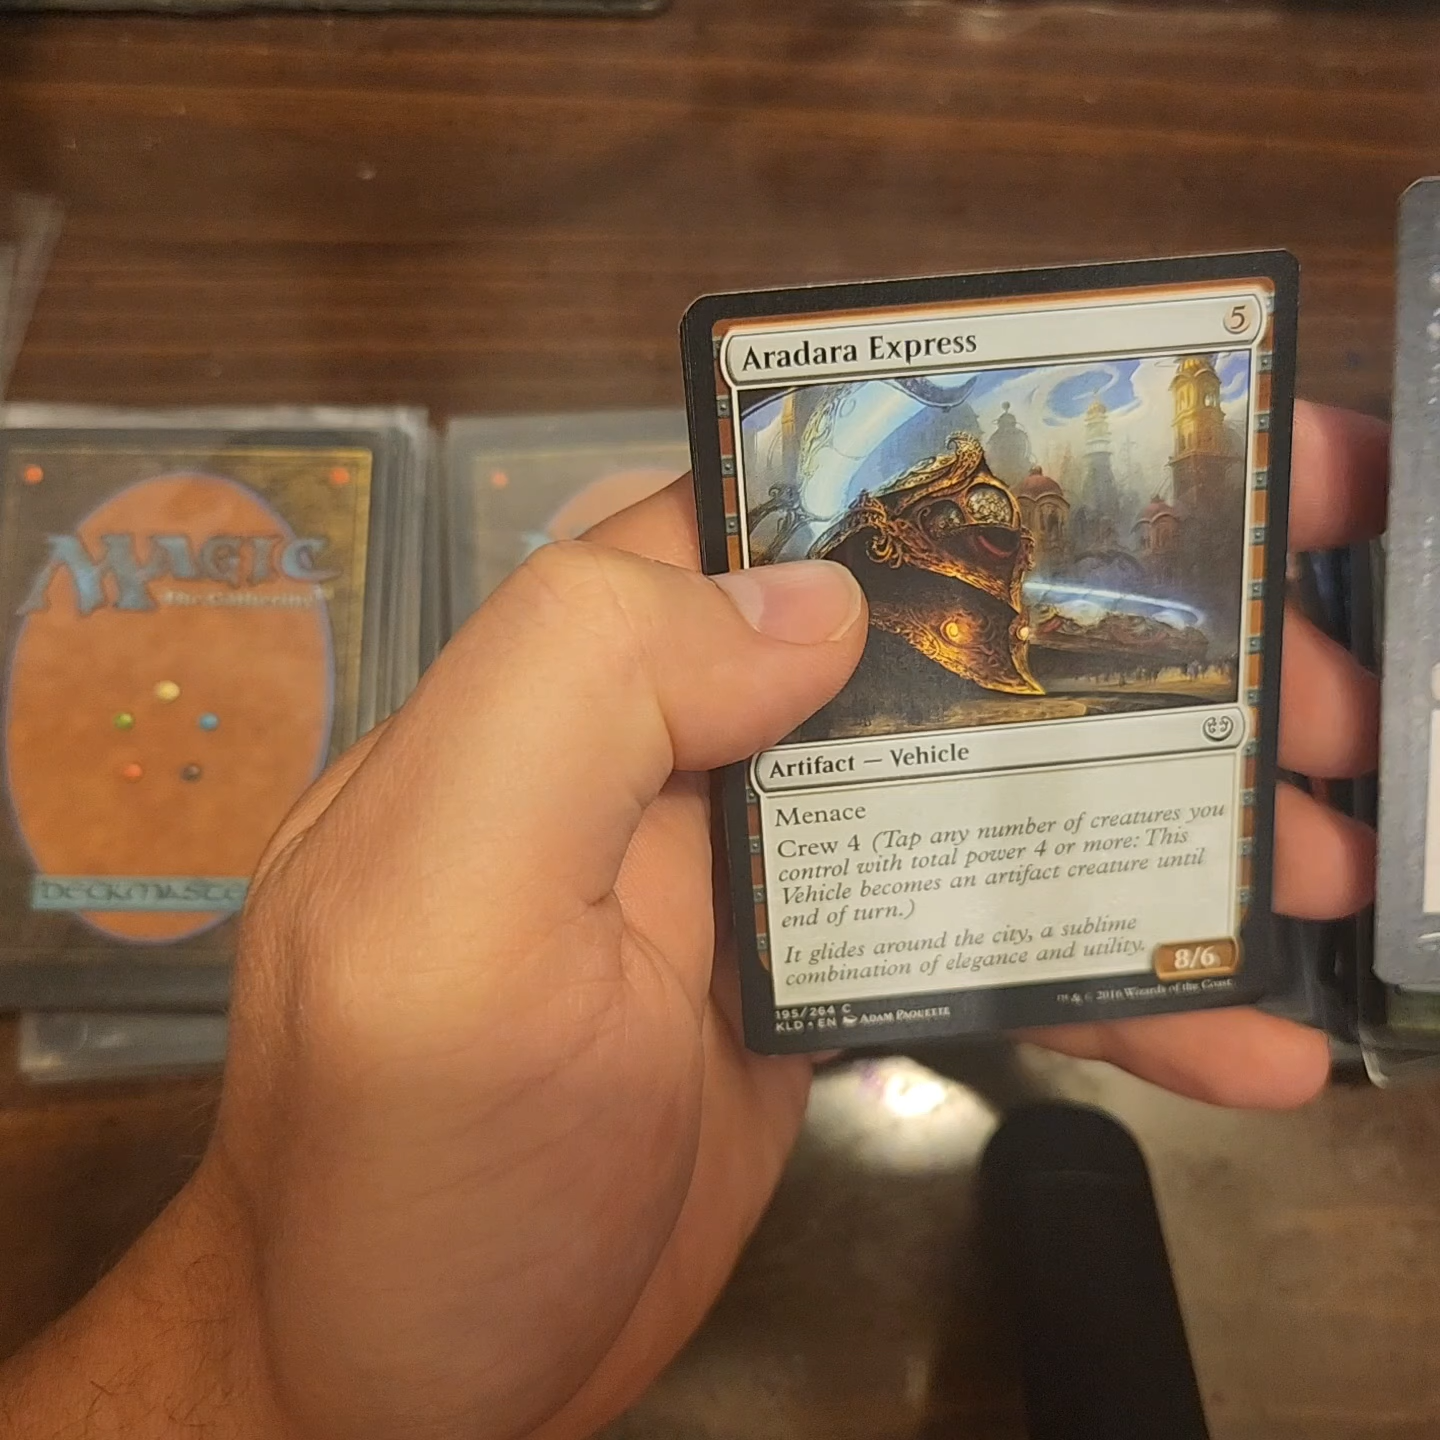 Aradara Express
5
Artifact — Vehicle
Menace
Crew 4 (Tap any number of creatures you
control with total power 4 or more: This
Vehicle becomes an artifact creature until
end of turn.)
It glides around the city, a sublime
combination of elegance and utility.
8/6
195/264 C
KLD • EN ADAM PAQUETTE
™ & © 2016 Wizards of the Coast
MAGIC
The Gathering
DECKMASTE